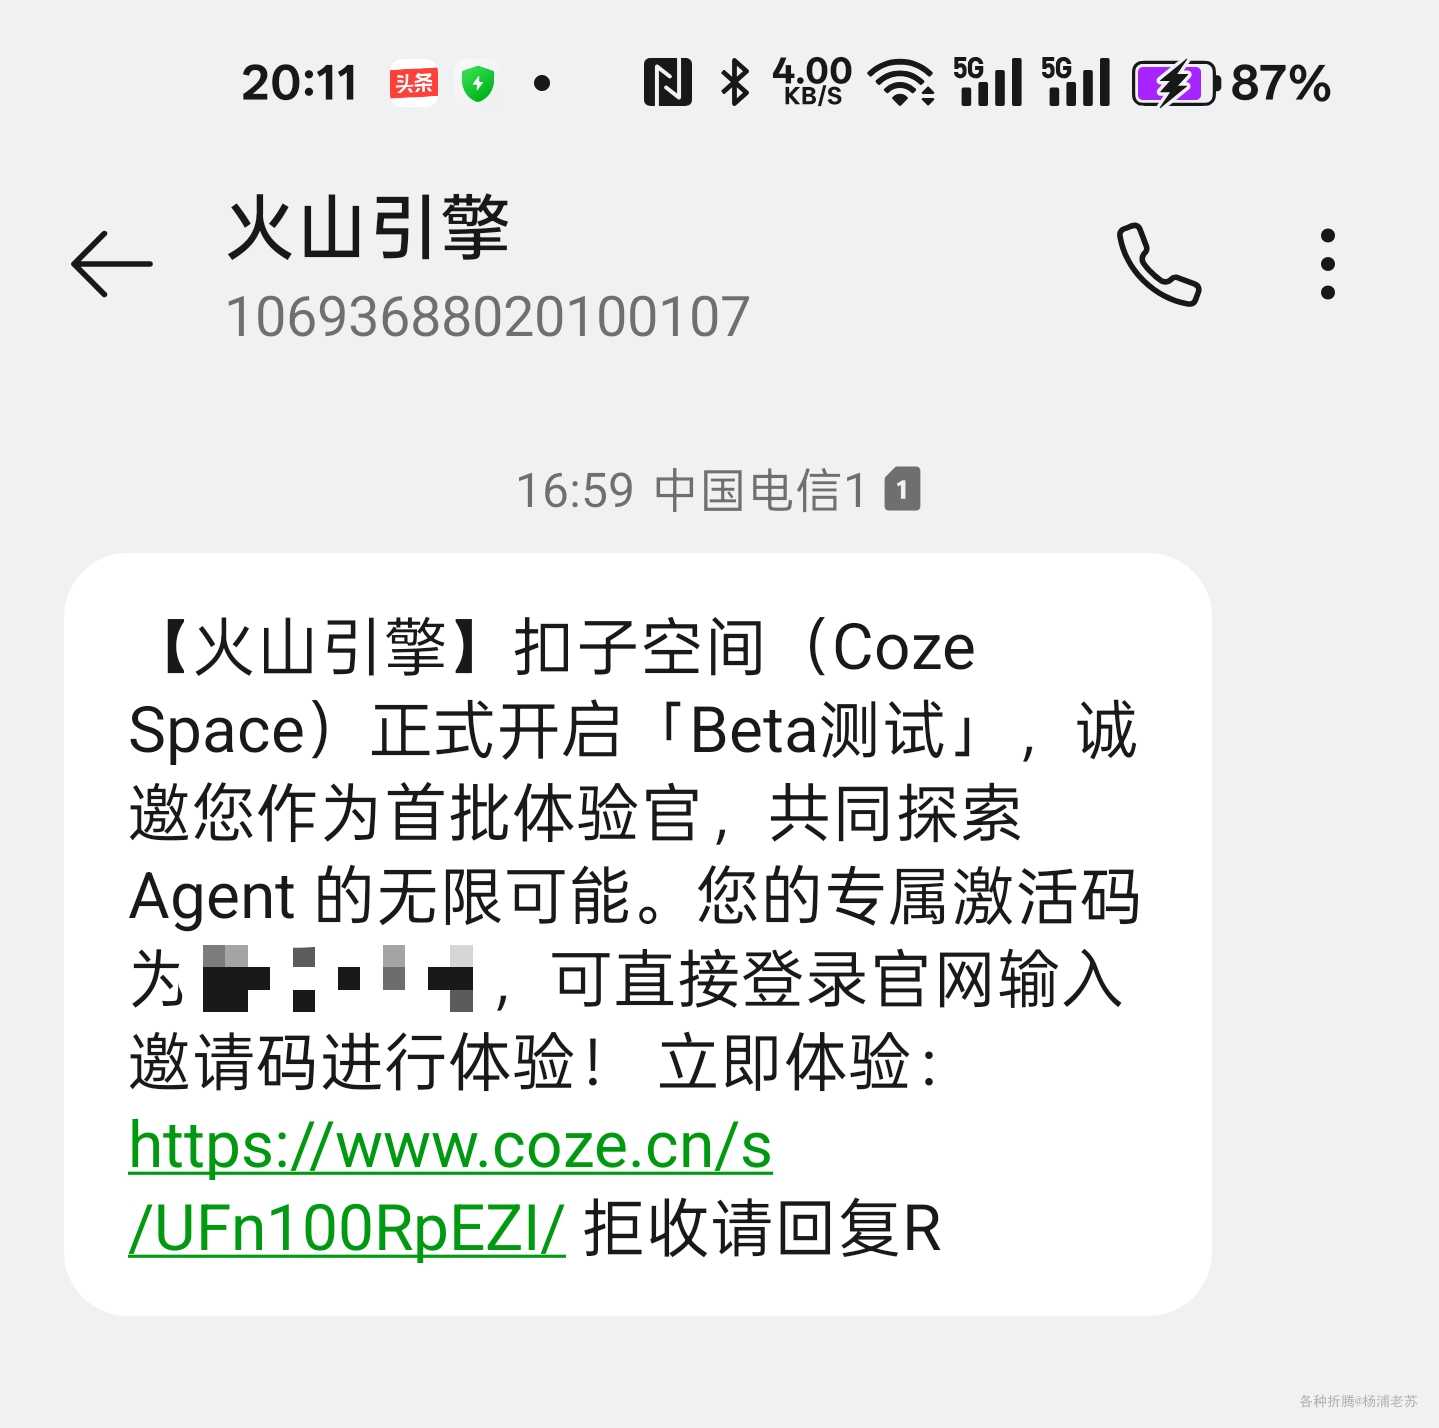 20:11 头条 4.00 KB/S 5G 5G 87%
火山引擎
10693688020100107
16:59 中国电信1 1
【火山引擎】扣子空间（Coze
Space）正式开启「Beta测试」，诚
邀您作为首批体验官，共同探索
Agent 的无限可能。您的专属激活码
为，可直接登录官网输入
邀请码进行体验！ 立即体验：
https://www.coze.cn/s
/UFn100RpEZI/ 拒收请回复R
各种折腾@杨浦老苏